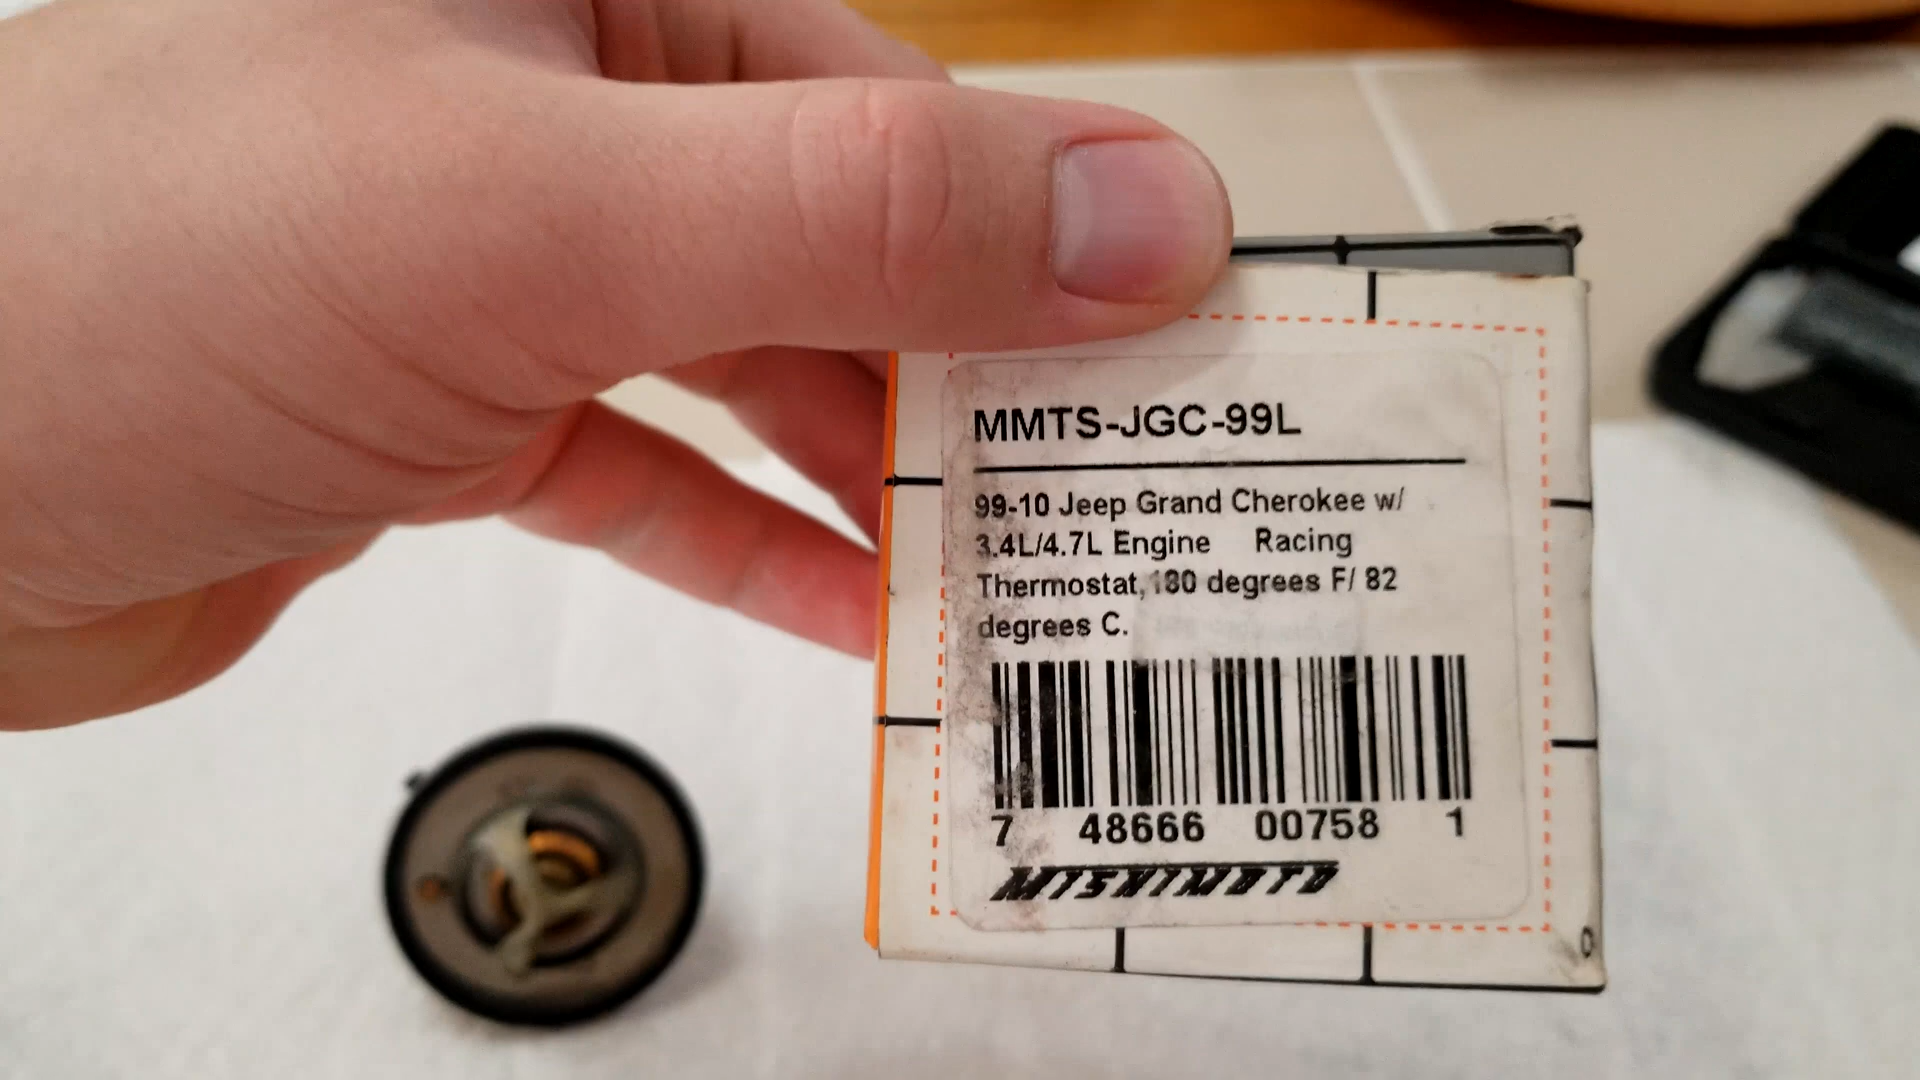 MMTS-JGC-99L
99-10 Jeep Grand Cherokee w/
3.4L/4.7L Engine Racing
Thermostat, 180 degrees F/ 82
degrees C.
7 48666 00758 1
MISHIMOTO